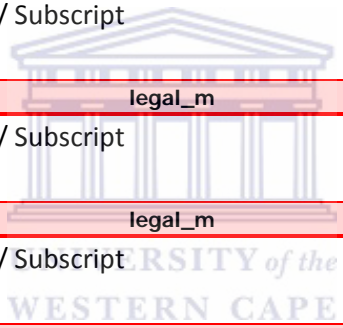 / Subscript
legal_m
/ Subscript
legal_m
/ Subscript
UNIVERSITY of the
WESTERN CAPE